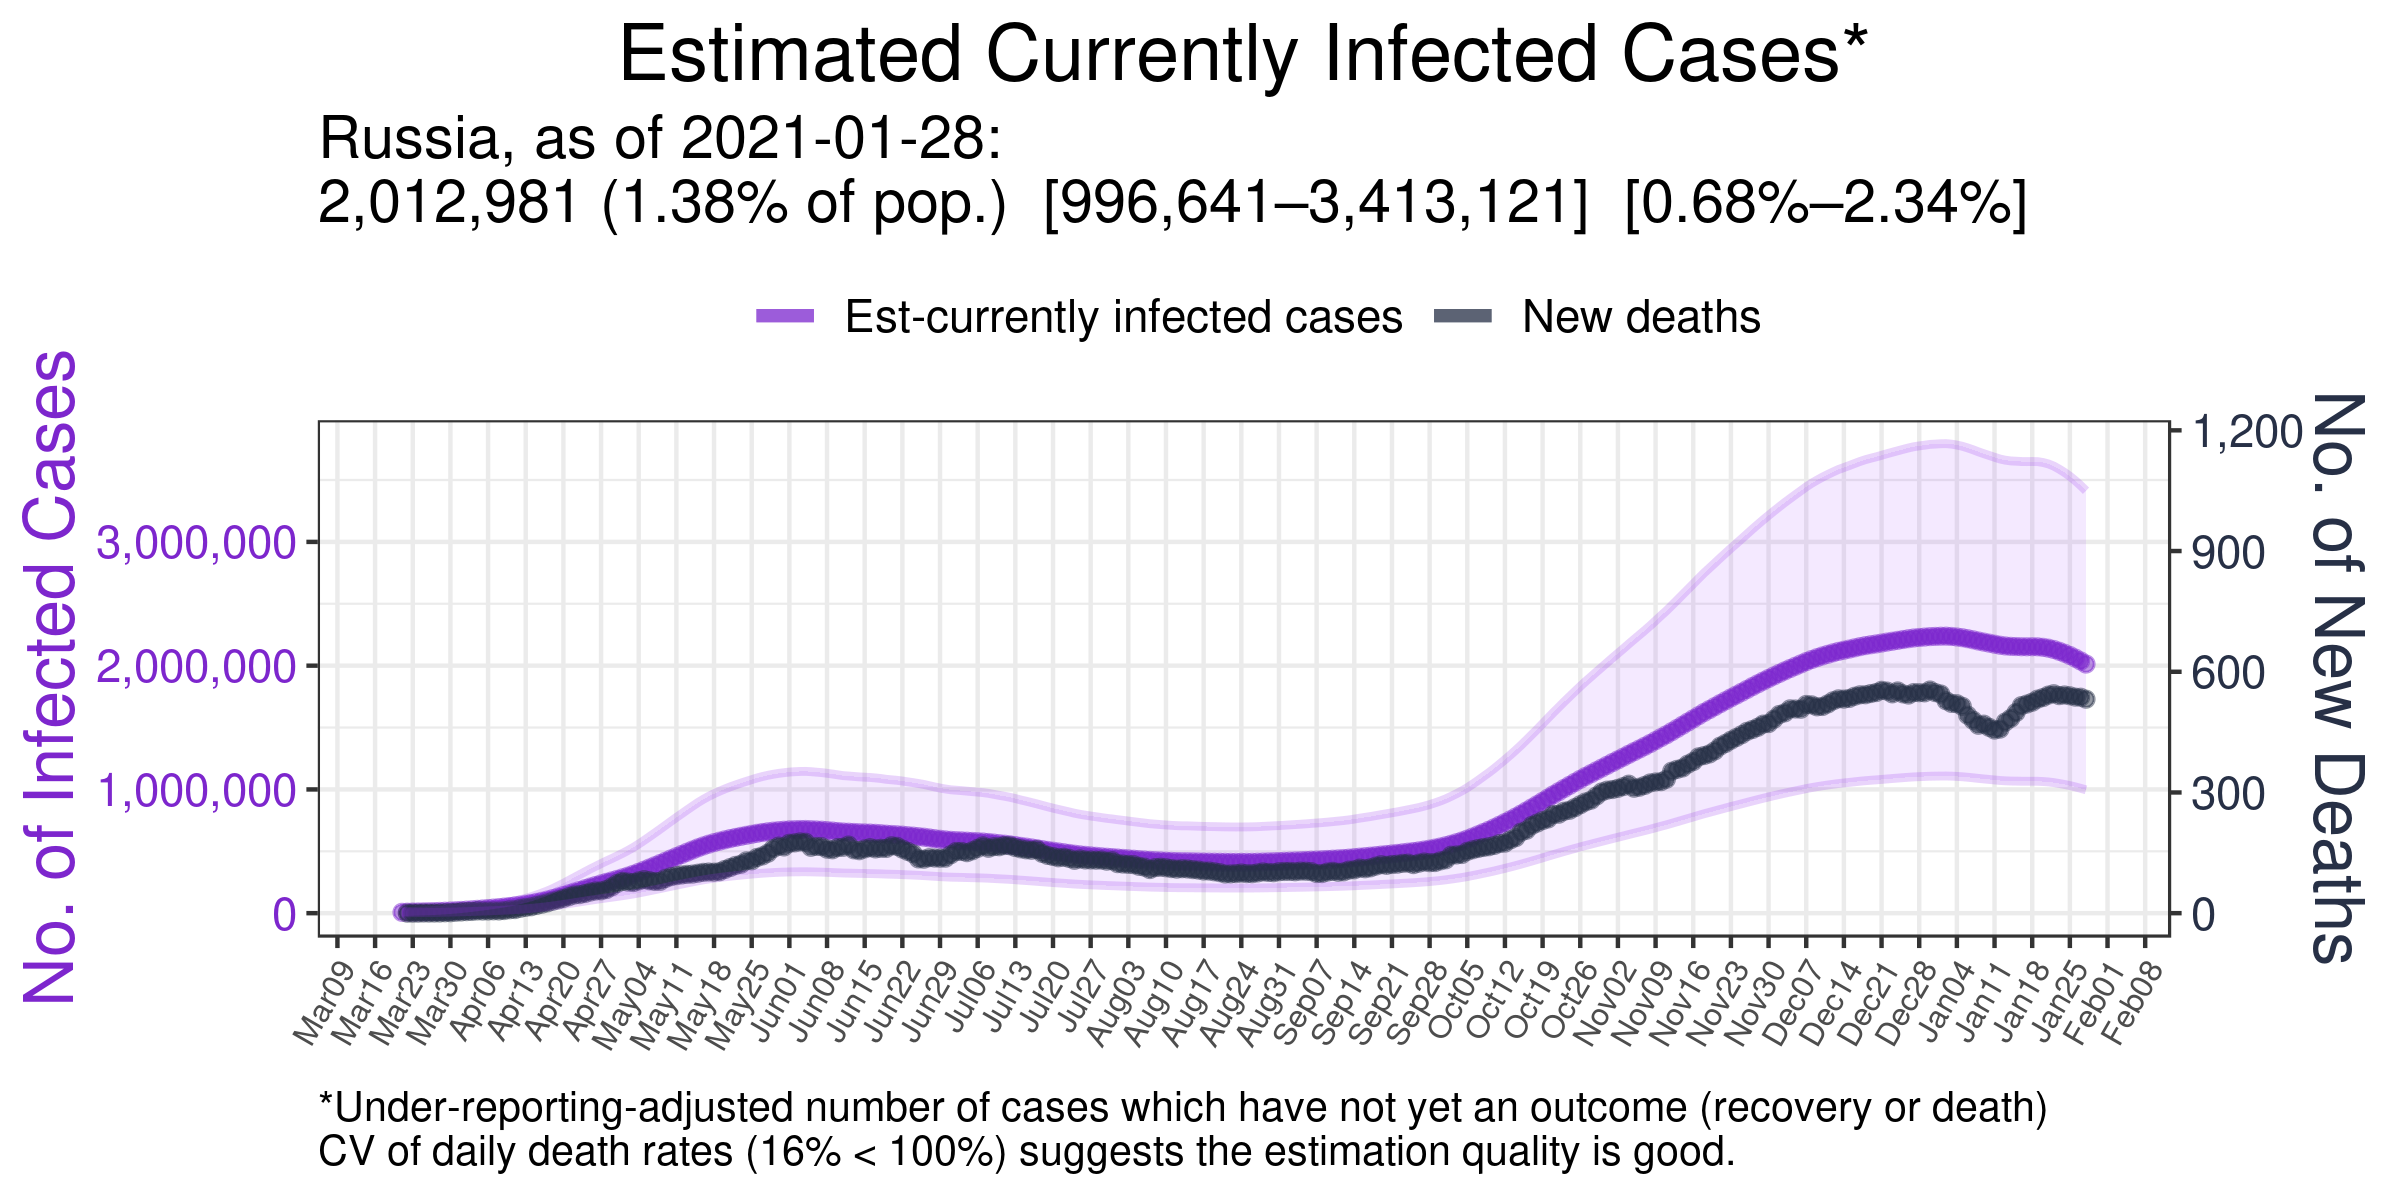 Estimated Currently Infected Cases*
Russia, as of 2021-01-28:
2,012,981 (1.38% of pop.) [996,641–3,413,121] [0.68%–2.34%]
Est-currently infected cases New deaths
No. of Infected Cases
3,000,000
2,000,000
1,000,000
0
1,200
900
600
300
0
No. of New Deaths
Mar09 Mar16 Mar23 Mar30 Apr06 Apr13 Apr20 Apr27 May04 May11 May18 May25 Jun01 Jun08 Jun15 Jun22 Jun29 Jul06 Jul13 Jul20 Jul27 Aug03 Aug10 Aug17 Aug24 Aug31 Sep07 Sep14 Sep21 Sep28 Oct05 Oct12 Oct19 Oct26 Nov02 Nov09 Nov16 Nov23 Nov30 Dec07 Dec14 Dec21 Dec28 Jan04 Jan11 Jan18 Jan25 Feb01 Feb08
*Under-reporting-adjusted number of cases which have not yet an outcome (recovery or death)
CV of daily death rates (16% < 100%) suggests the estimation quality is good.